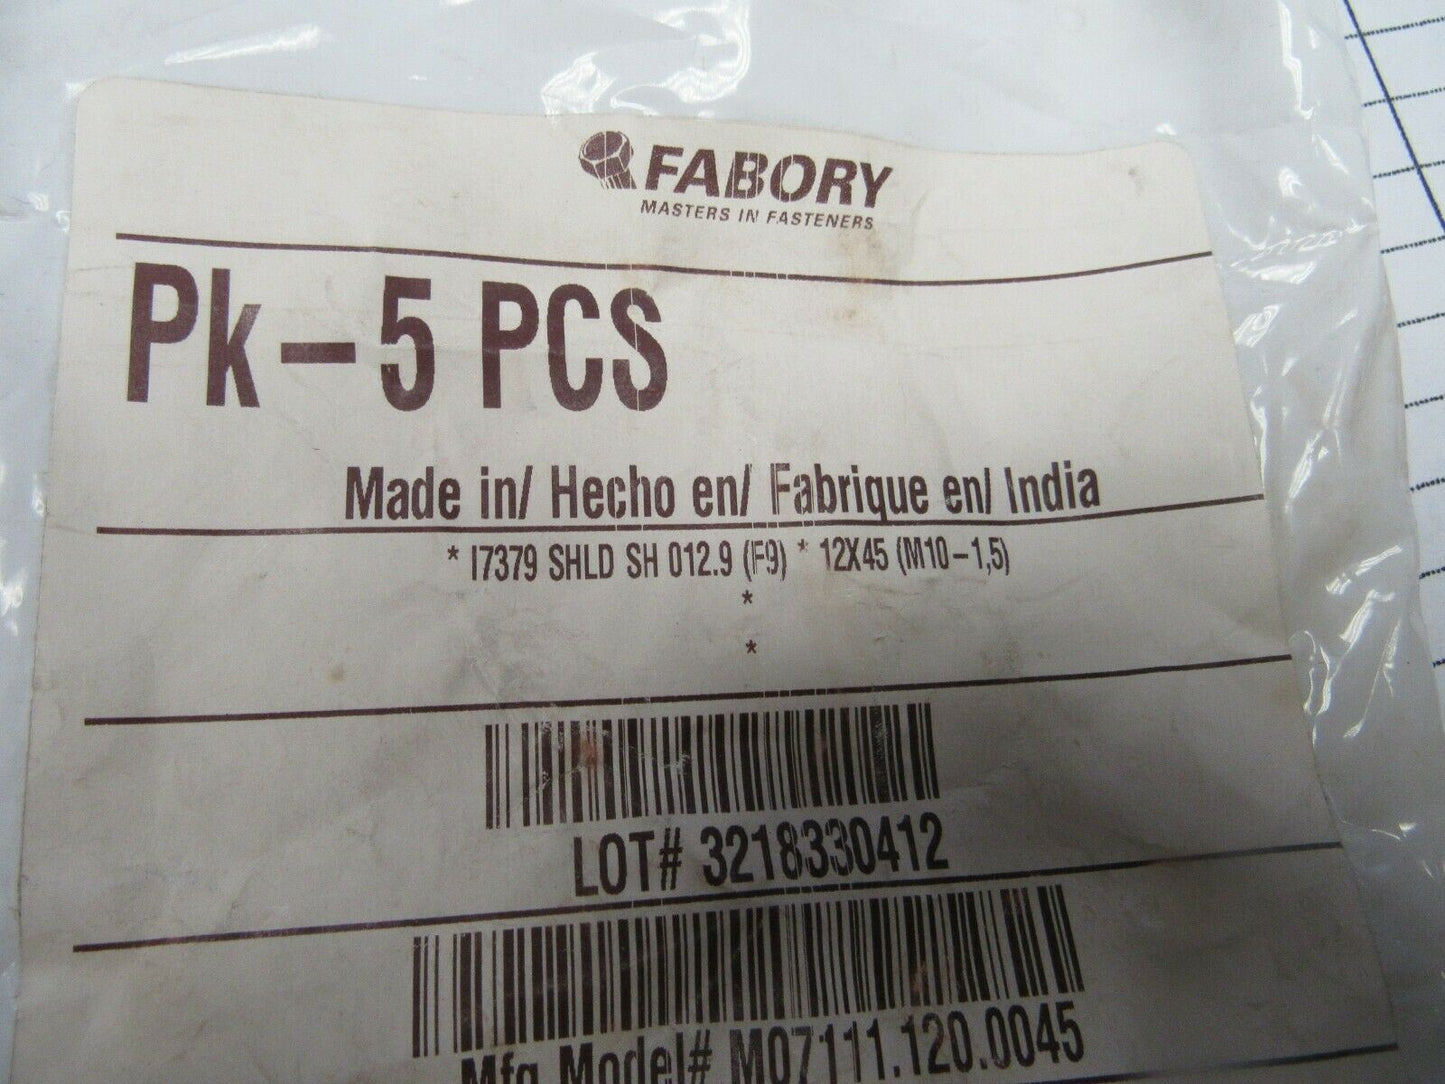 FABORY
MASTERS IN FASTENERS
Pk-5 PCS
Made in/ Hecho en/ Fabrique en/ India
* I7379 SHLD SH 012.9 (F9) * 12X45 (M10-1,5)
*
*
LOT# 3218330412
Mfg Model# M07111.120.0045